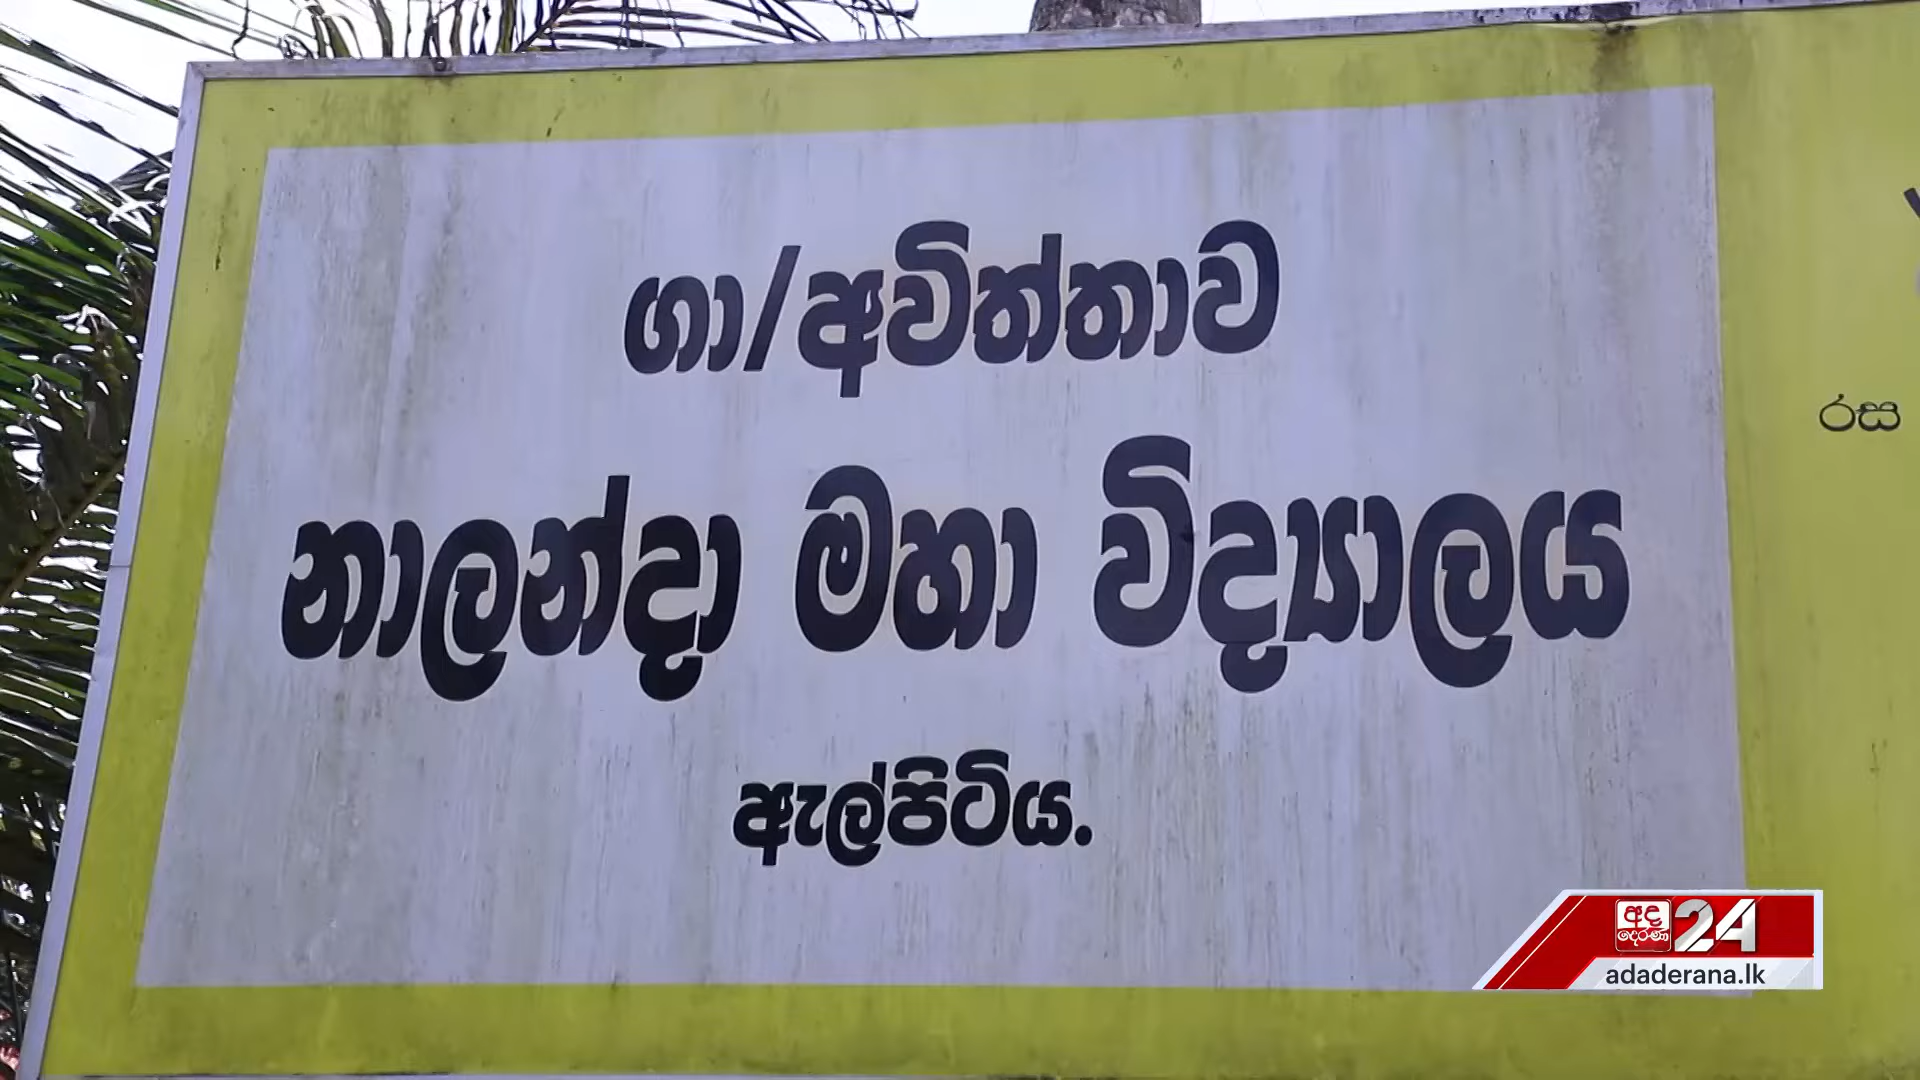 ගා/අවිත්තාව
නාලන්දා මහා විද්‍යාලය
ඇල්පිටිය.
රස
අද දෙරණ 24
adaderana.lk